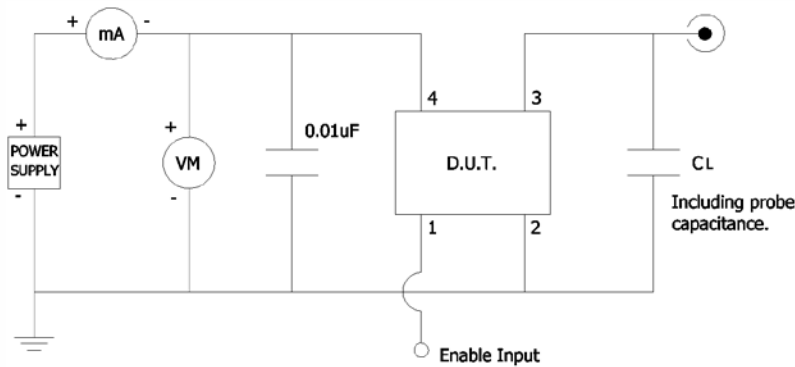 + mA -
4 3
0.01uF
+
POWER
SUPPLY
-
+
VM
-
D.U.T.
CL
Including probe
capacitance.
1 2
Enable Input